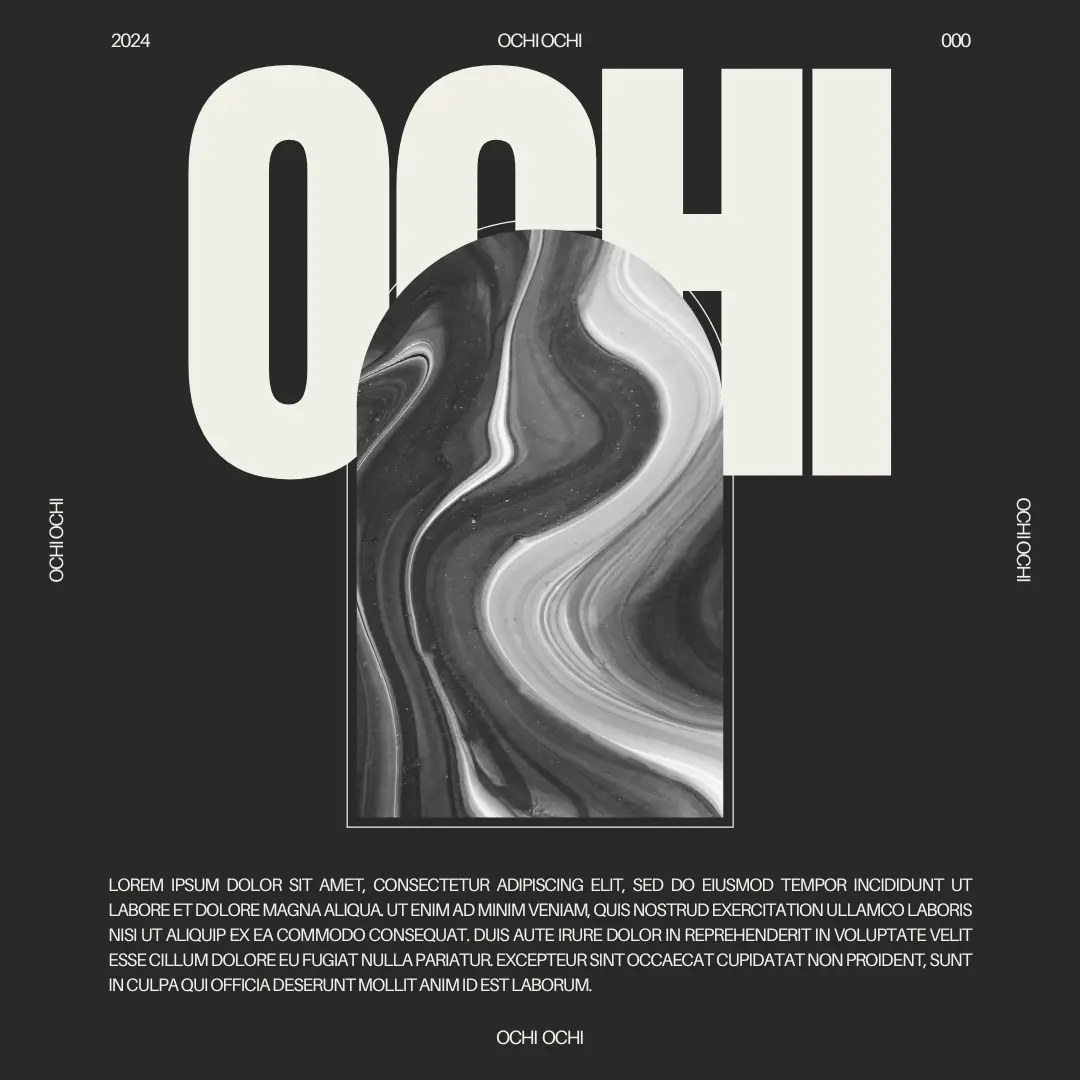 2024 OCHI OCHI 000
OCHI
OCHI OCHI
OCHI OCHI
LOREM IPSUM DOLOR SIT AMET, CONSECTETUR ADIPISCING ELIT, SED DO EIUSMOD TEMPOR INCIDIDUNT UT
LABORE ET DOLORE MAGNA ALIQUA. UT ENIM AD MINIM VENIAM, QUIS NOSTRUD EXERCITATION ULLAMCO LABORIS
NISI UT ALIQUIP EX EA COMMODO CONSEQUAT. DUIS AUTE IRURE DOLOR IN REPREHENDERIT IN VOLUPTATE VELIT
ESSE CILLUM DOLORE EU FUGIAT NULLA PARIATUR. EXCEPTEUR SINT OCCAECAT CUPIDATAT NON PROIDENT, SUNT
IN CULPA QUI OFFICIA DESERUNT MOLLIT ANIM ID EST LABORUM.
OCHI OCHI